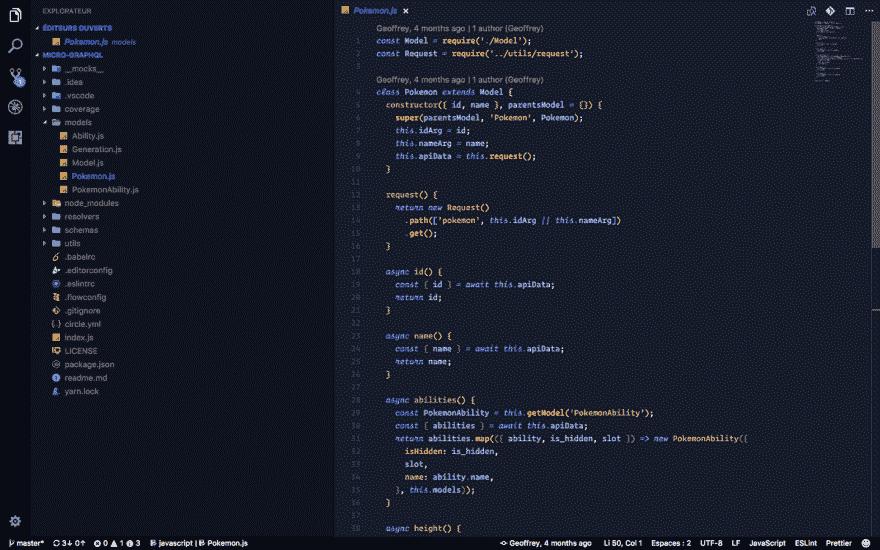 EXPLORATEUR
ÉDITEURS OUVERTS
Pokemon.js models
MICRO-GRAPHQL
__mocks__
.idea
.vscode
coverage
models
Ability.js
Generation.js
Model.js
Pokemon.js
PokemonAbility.js
node_modules
resolvers
schemas
utils
.babelrc
.editorconfig
.eslintrc
.flowconfig
.gitignore
circle.yml
index.js
LICENSE
package.json
readme.md
yarn.lock
Pokemon.js
Geoffrey, 4 months ago | 1 author (Geoffrey)
1 const Model = require('./Model');
2 const Request = require('../utils/request');
3
Geoffrey, 4 months ago | 1 author (Geoffrey)
4 class Pokemon extends Model {
5 constructor({ id, name }, parentsModel = {}) {
6 super(parentsModel, 'Pokemon', Pokemon);
7 this.idArg = id;
8 this.nameArg = name;
9 this.apiData = this.request();
10 }
11
12 request() {
13 return new Request()
14 .path(['pokemon', this.idArg || this.nameArg])
15 .get();
16 }
17
18 async id() {
19 const { id } = await this.apiData;
20 return id;
21 }
22
23 async name() {
24 const { name } = await this.apiData;
25 return name;
26 }
27
28 async abilities() {
29 const PokemonAbility = this.getModel('PokemonAbility');
30 const { abilities } = await this.apiData;
31 return abilities.map(({ ability, is_hidden, slot }) => new PokemonAbility({
32 isHidden: is_hidden,
33 slot,
34 name: ability.name,
35 }, this.models));
36 }
37
38 async height() {
master* 3↓ 0↑ 0 1 3 javascript | Pokemon.js Geoffrey, 4 months ago Li 50, Col 1 Espaces : 2 UTF-8 LF JavaScript ESLint Prettier